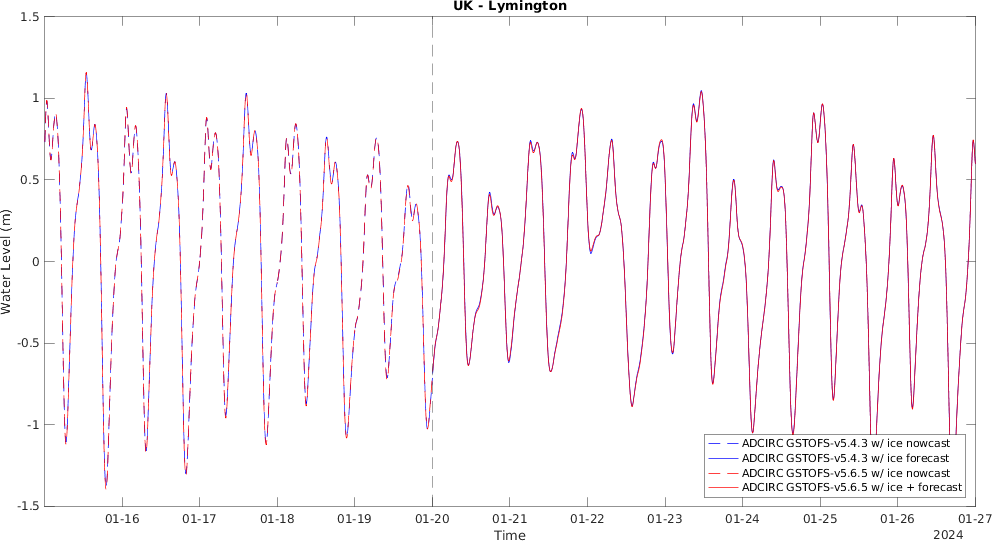 UK - Lymington
1.5
1
0.5
0
-0.5
-1
-1.5
Water Level (m)
ADCIRC GSTOFS-v5.4.3 w/ ice nowcast
ADCIRC GSTOFS-v5.4.3 w/ ice forecast
ADCIRC GSTOFS-v5.6.5 w/ ice nowcast
ADCIRC GSTOFS-v5.6.5 w/ ice + forecast
01-16 01-17 01-18 01-19 01-20 01-21 01-22 01-23 01-24 01-25 01-26 01-27
Time
2024